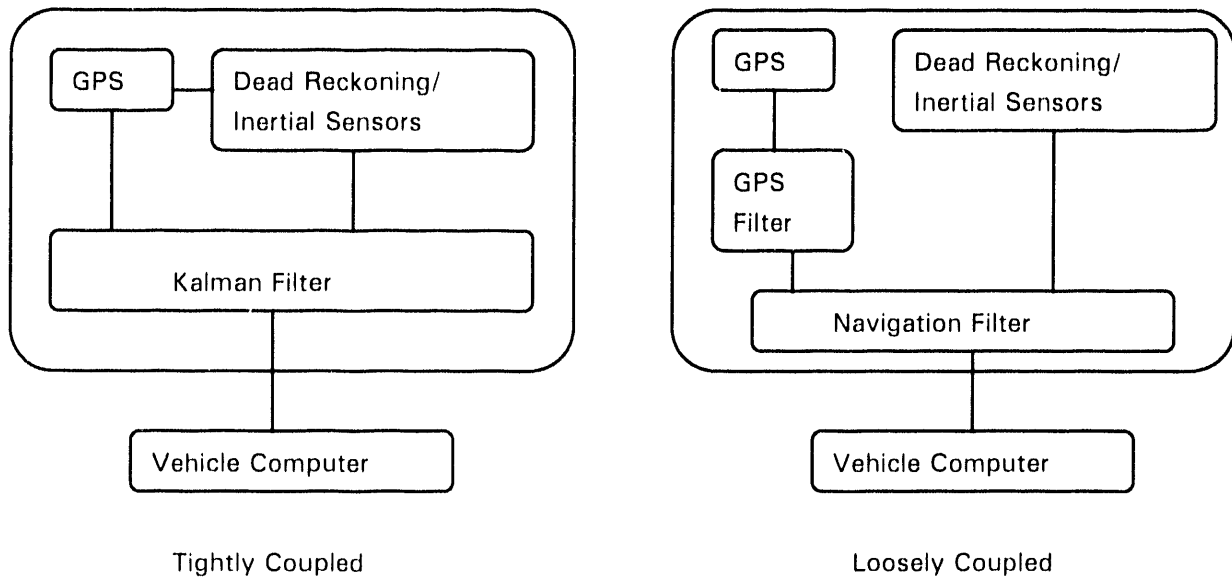 GPS
Dead Reckoning/
Inertial Sensors
Kalman Filter
Vehicle Computer
Tightly Coupled
GPS
Dead Reckoning/
Inertial Sensors
GPS
Filter
Navigation Filter
Vehicle Computer
Loosely Coupled